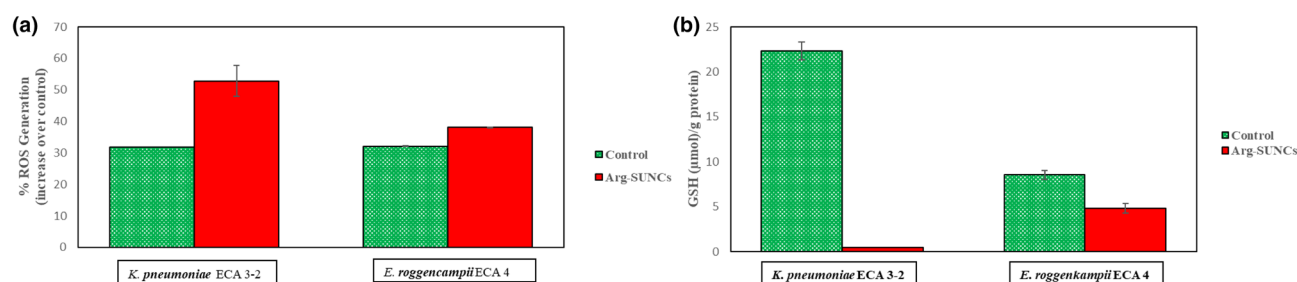 (a)
% ROS Generation
(increase over control)
70
60
50
40
30
20
10
0
K. pneumoniae ECA 3-2
E. roggencampii ECA 4
Control
Arg-SUNCs
(b)
GSH (µmol)/g protein
25
20
15
10
5
0
K. pneumoniae ECA 3-2
E. roggenkampii ECA 4
Control
Arg-SUNCs